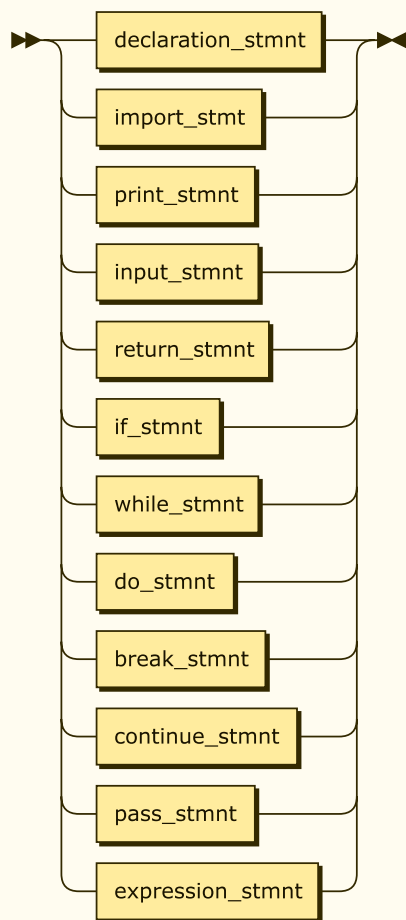 declaration_stmnt
import_stmt
print_stmnt
input_stmnt
return_stmnt
if_stmnt
while_stmnt
do_stmnt
break_stmnt
continue_stmnt
pass_stmnt
expression_stmnt